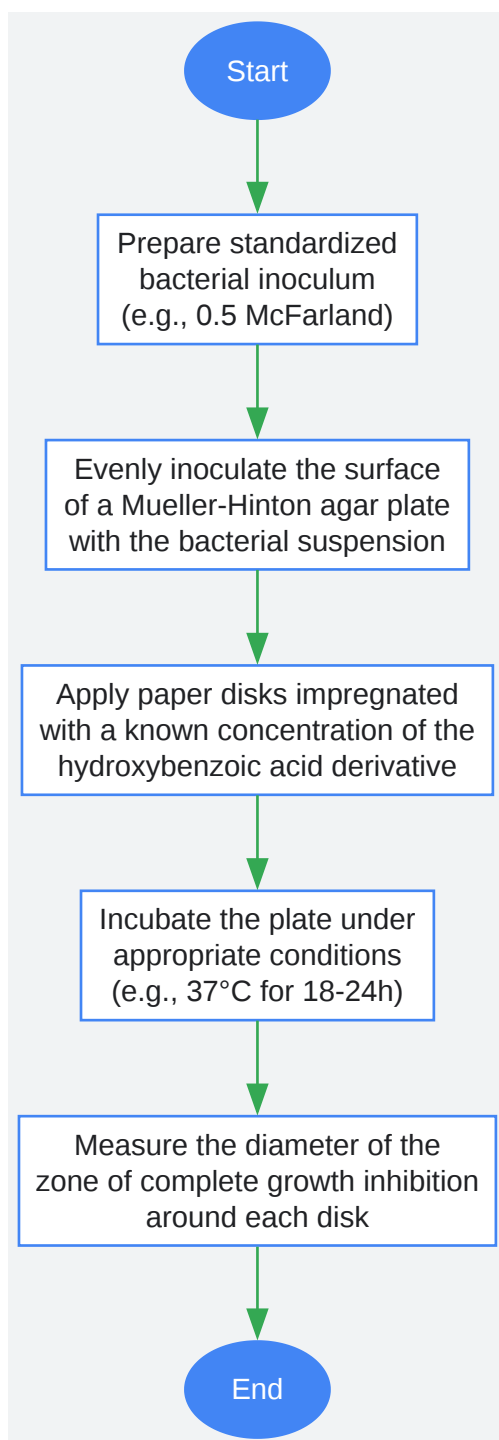 Start
Prepare standardized
bacterial inoculum
(e.g., 0.5 McFarland)
Evenly inoculate the surface
of a Mueller-Hinton agar plate
with the bacterial suspension
Apply paper disks impregnated
with a known concentration of the
hydroxybenzoic acid derivative
Incubate the plate under
appropriate conditions
(e.g., 37°C for 18-24h)
Measure the diameter of the
zone of complete growth inhibition
around each disk
End